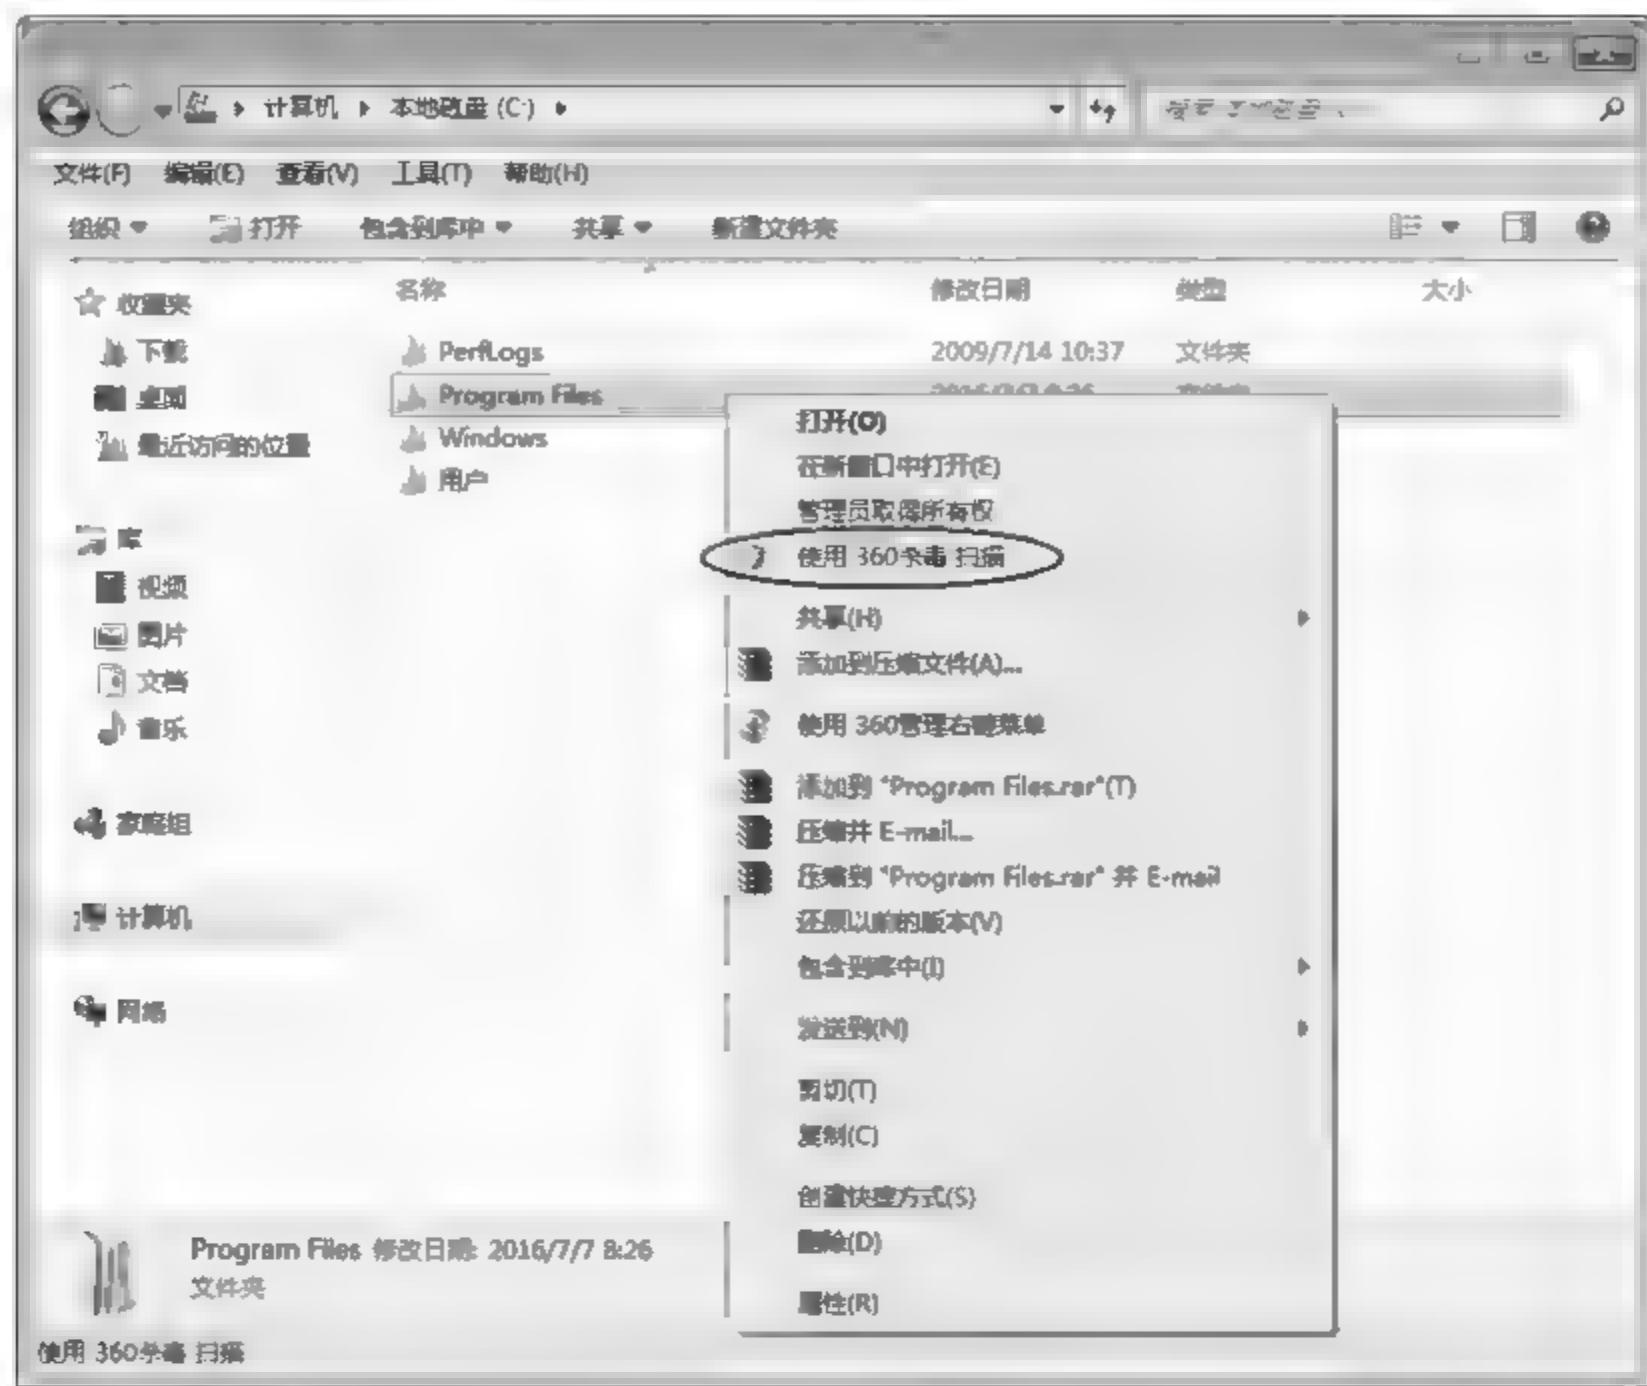 计算机 ▸ 本地磁盘 (C:) ▸
文件(F) 编辑(E) 查看(V) 工具(T) 帮助(H)
组织 打开 包含到库中 共享 新建文件夹
名称 修改日期 类型 大小
收藏夹
下载
桌面
最近访问的位置
库
视频
图片
文档
音乐
家庭组
计算机
网络
PerfLogs 2009/7/14 10:37 文件夹
Program Files
Windows
用户
打开(O)
在新窗口中打开(E)
管理员取得所有权
使用 360杀毒 扫描
共享(H)
添加到压缩文件(A)...
使用 360管理右键菜单
添加到 "Program Files.rar"(T)
压缩并 E-mail...
压缩到 "Program Files.rar" 并 E-mail
还原以前的版本(V)
包含到库中(I)
发送到(N)
剪切(T)
复制(C)
创建快捷方式(S)
删除(D)
属性(R)
Program Files 修改日期: 2016/7/7 8:26
文件夹
使用 360杀毒 扫描